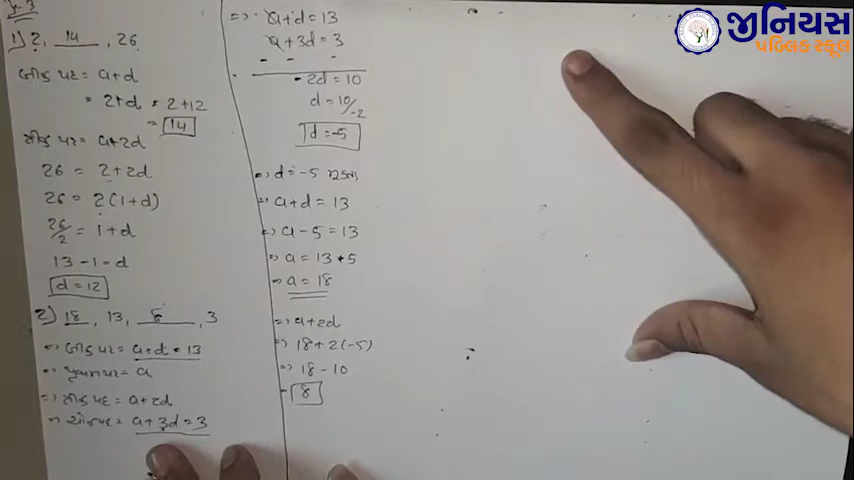 પ્ર-3
1) 2, 14, 26
બીજુ પદ = a+d
= 2+d = 2+12
= 14
ત્રીજુ પદ = a+2d
26 = 2+2d
26 = 2(1+d)
26/2 = 1+d
13-1=d
d=12
2) 18, 13, 8, 3
=> બીજુ પદ = a+d=13
=> પ્રથમ પદ = a
=> ત્રીજુ પદ = a+2d
=> ચોથુ પદ = a+3d=3
=> a+d=13
a+3d=3
- - -
-2d=10
d=10/-2
d=-5
=> d=-5 મુકતા,
=> a+d=13
=> a-5=13
=> a=13+5
=> a=18
=> a+2d
=> 18+2(-5)
=> 18-10
= 8
જીનિયસ
પબ્લિક સ્કૂલ